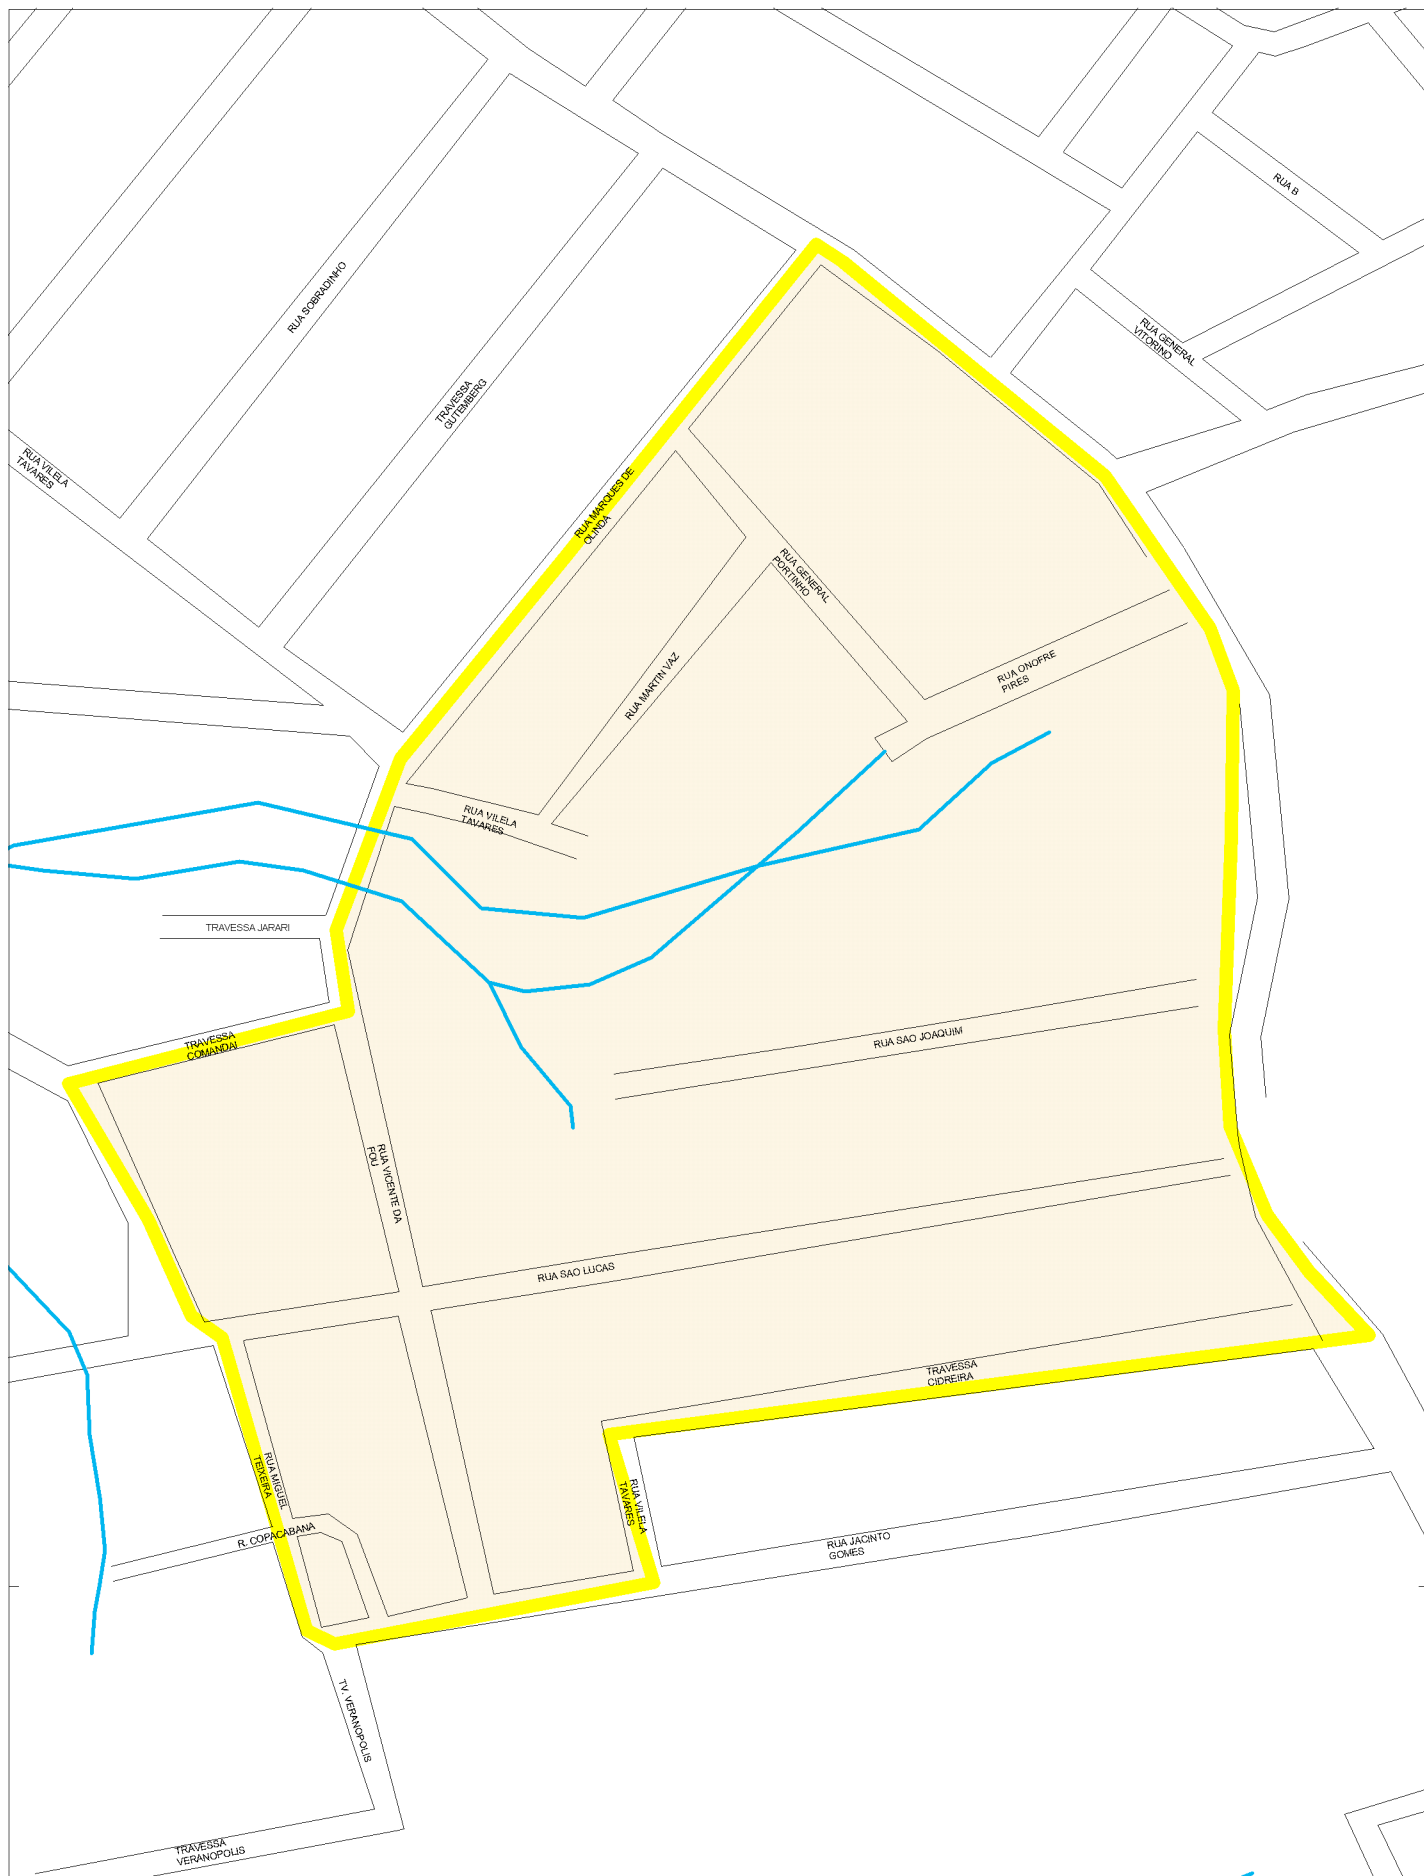 RUA B
RUA SOBRADINHO
RUA GENERAL
VITORINO
TRAVESSA
GUTEMBERG
RUA VILELA
TAVARES
RUA MARQUES DE
OLINDA
RUA GENERAL
PORTINHO
RUA ONOFRE
PIRES
RUA MARTIN VAZ
RUA VILELA
TAVARES
TRAVESSA JARARI
TRAVESSA
COMANDAI
RUA SAO JOAQUIM
RUA VICENTE DA
FOU
RUA SAO LUCAS
TRAVESSA
CIDREIRA
RUA MIGUEL
TEIXEIRA
RUA VILELA
TAVARES
R. COPACABANA
RUA JACINTO
GOMES
TV. VERANOPOLIS
TRAVESSA
VERANOPOLIS